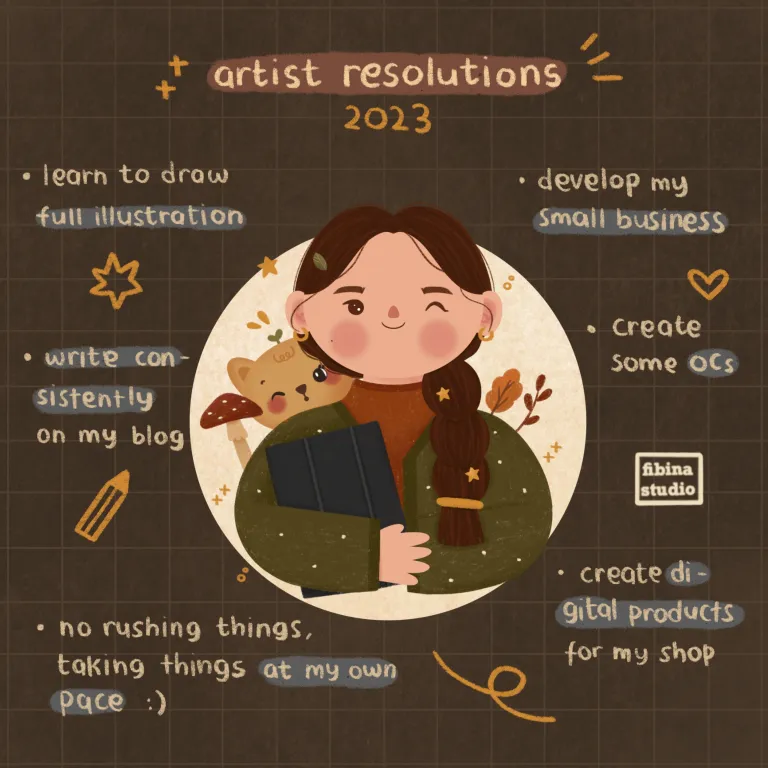 artist resolutions
2023
• learn to draw
full illustration
• write con-
sistently
on my blog
• no rushing things,
taking things at my own
pace :)
• develop my
small business
• create
some OCs
fibina
studio
• create di-
gital products
for my shop